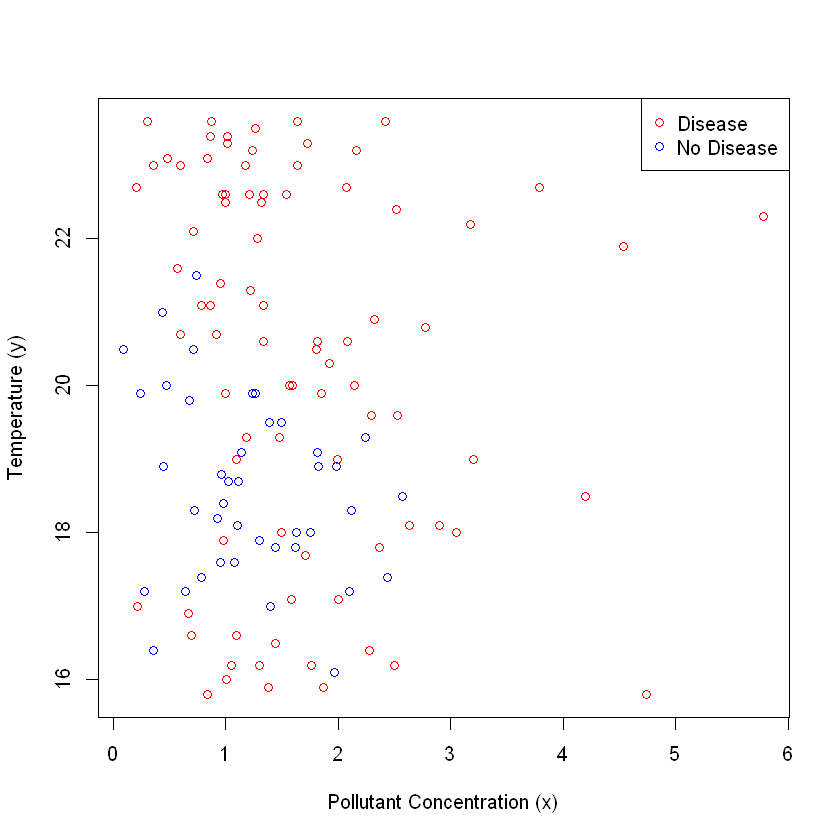 Disease
No Disease
22
20
18
16
Temperature (y)
0 1 2 3 4 5 6
Pollutant Concentration (x)